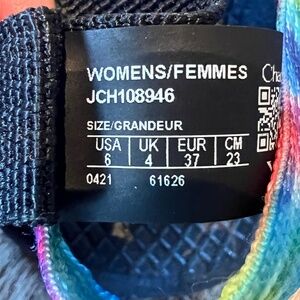 WOMENS/FEMMES
JCH108946
SIZE/GRANDEUR
USA UK EUR CM
6 4 37 23
0421 61626